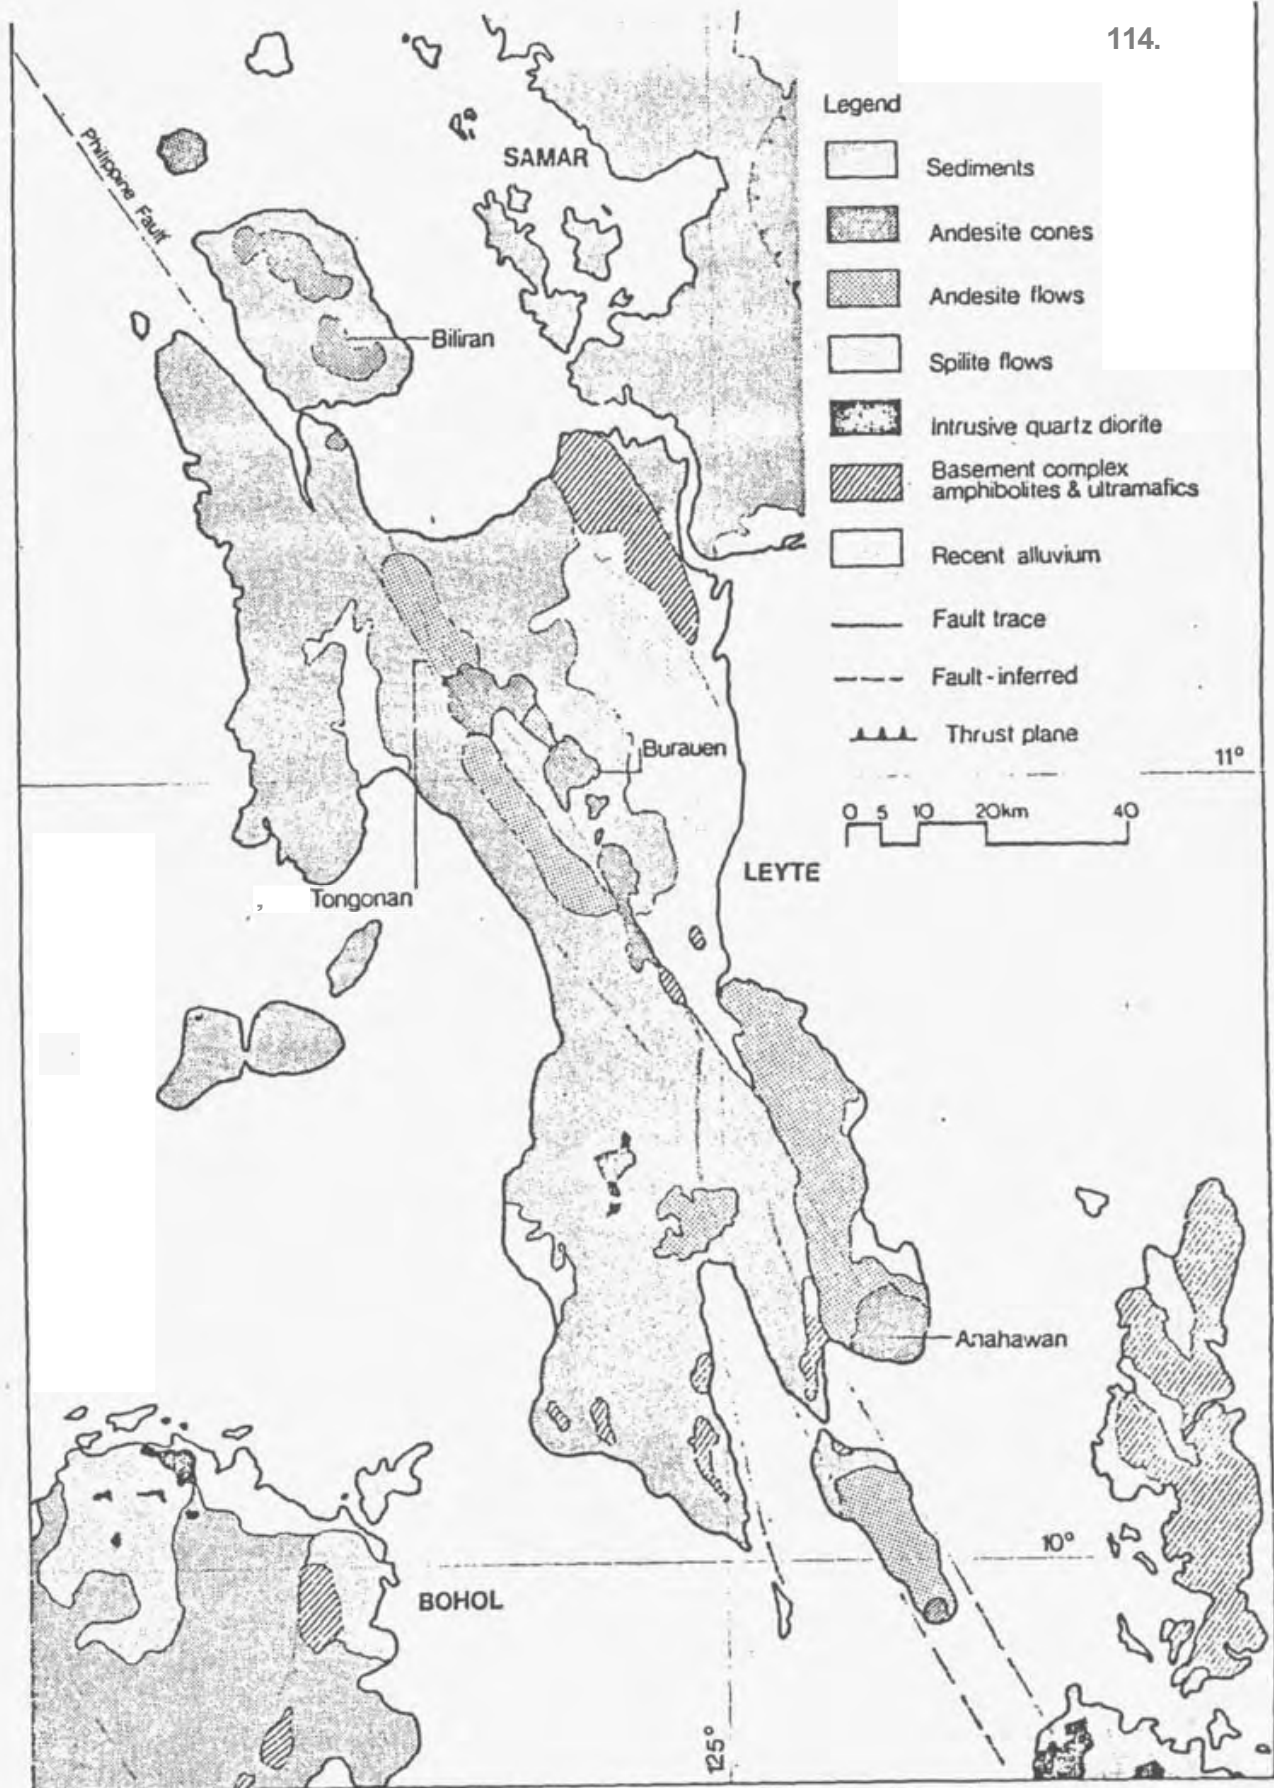 114.
Legend
Sediments
Andesite cones
Andesite flows
Spilite flows
Intrusive quartz diorite
Basement complex
amphibolites & ultramafics
Recent alluvium
Fault trace
Fault-inferred
Thrust plane
0 5 10 20km 40
Philippine Fault
SAMAR
Biliran
Burauen
11°
LEYTE
Tongonan
Anahawan
10°
BOHOL
125°